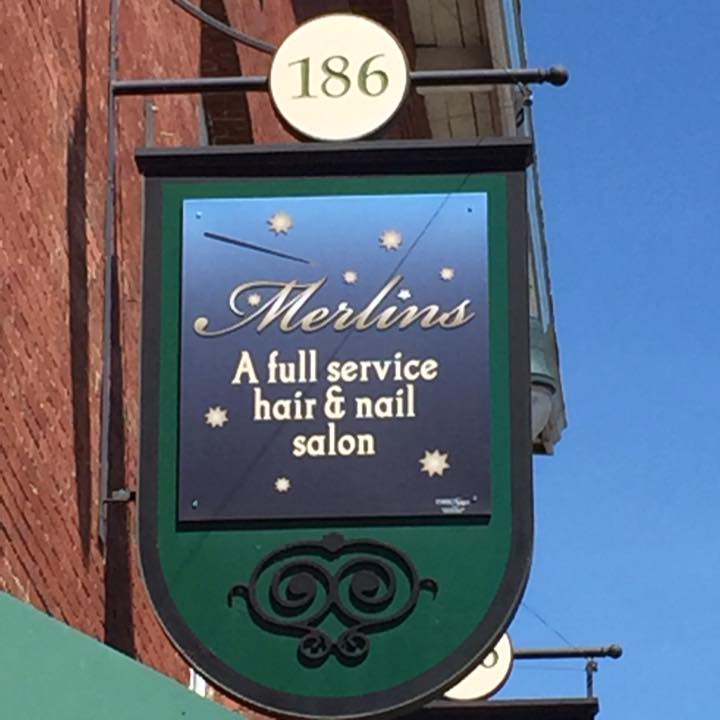 186
Merlins
A full service
hair & nail
salon